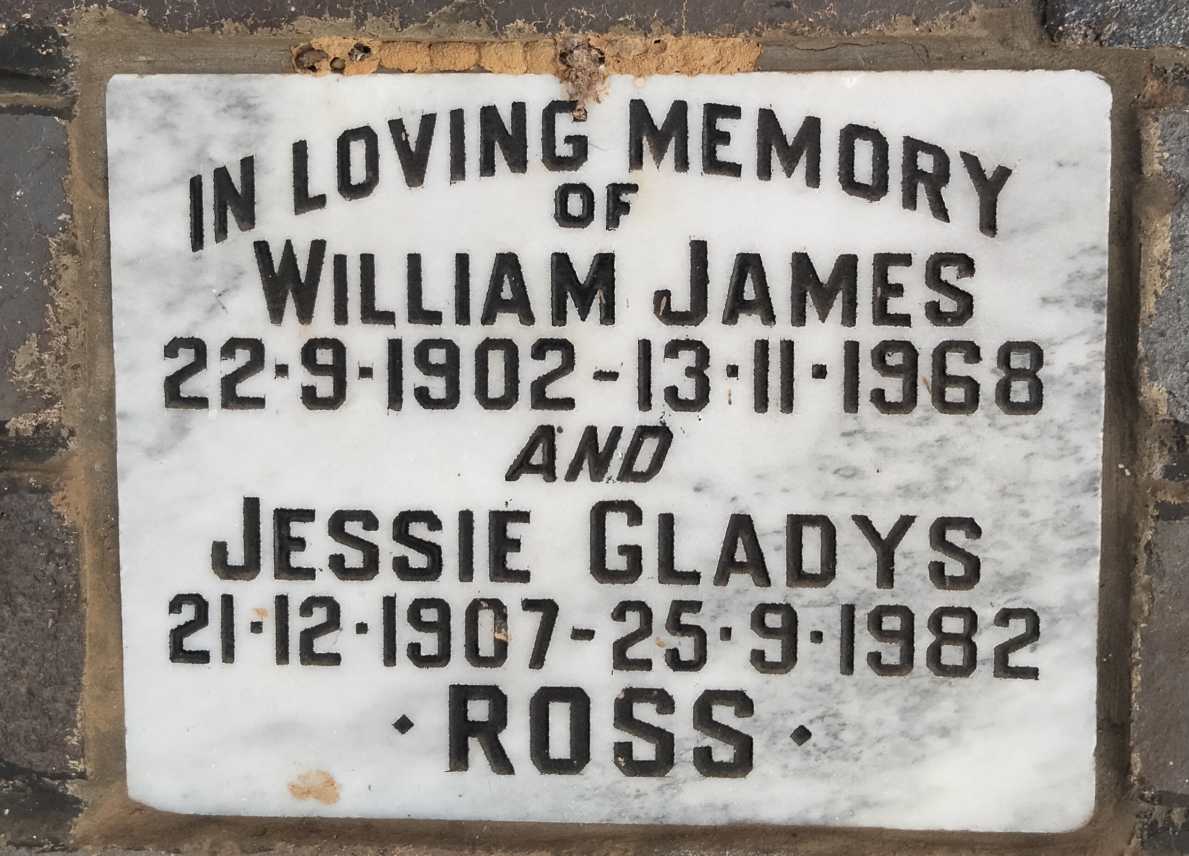 IN LOVING MEMORY
OF
WILLIAM JAMES
22·9·1902-13·11·1968
AND
JESSIE GLADYS
21·12·1907-25·9·1982
·ROSS·